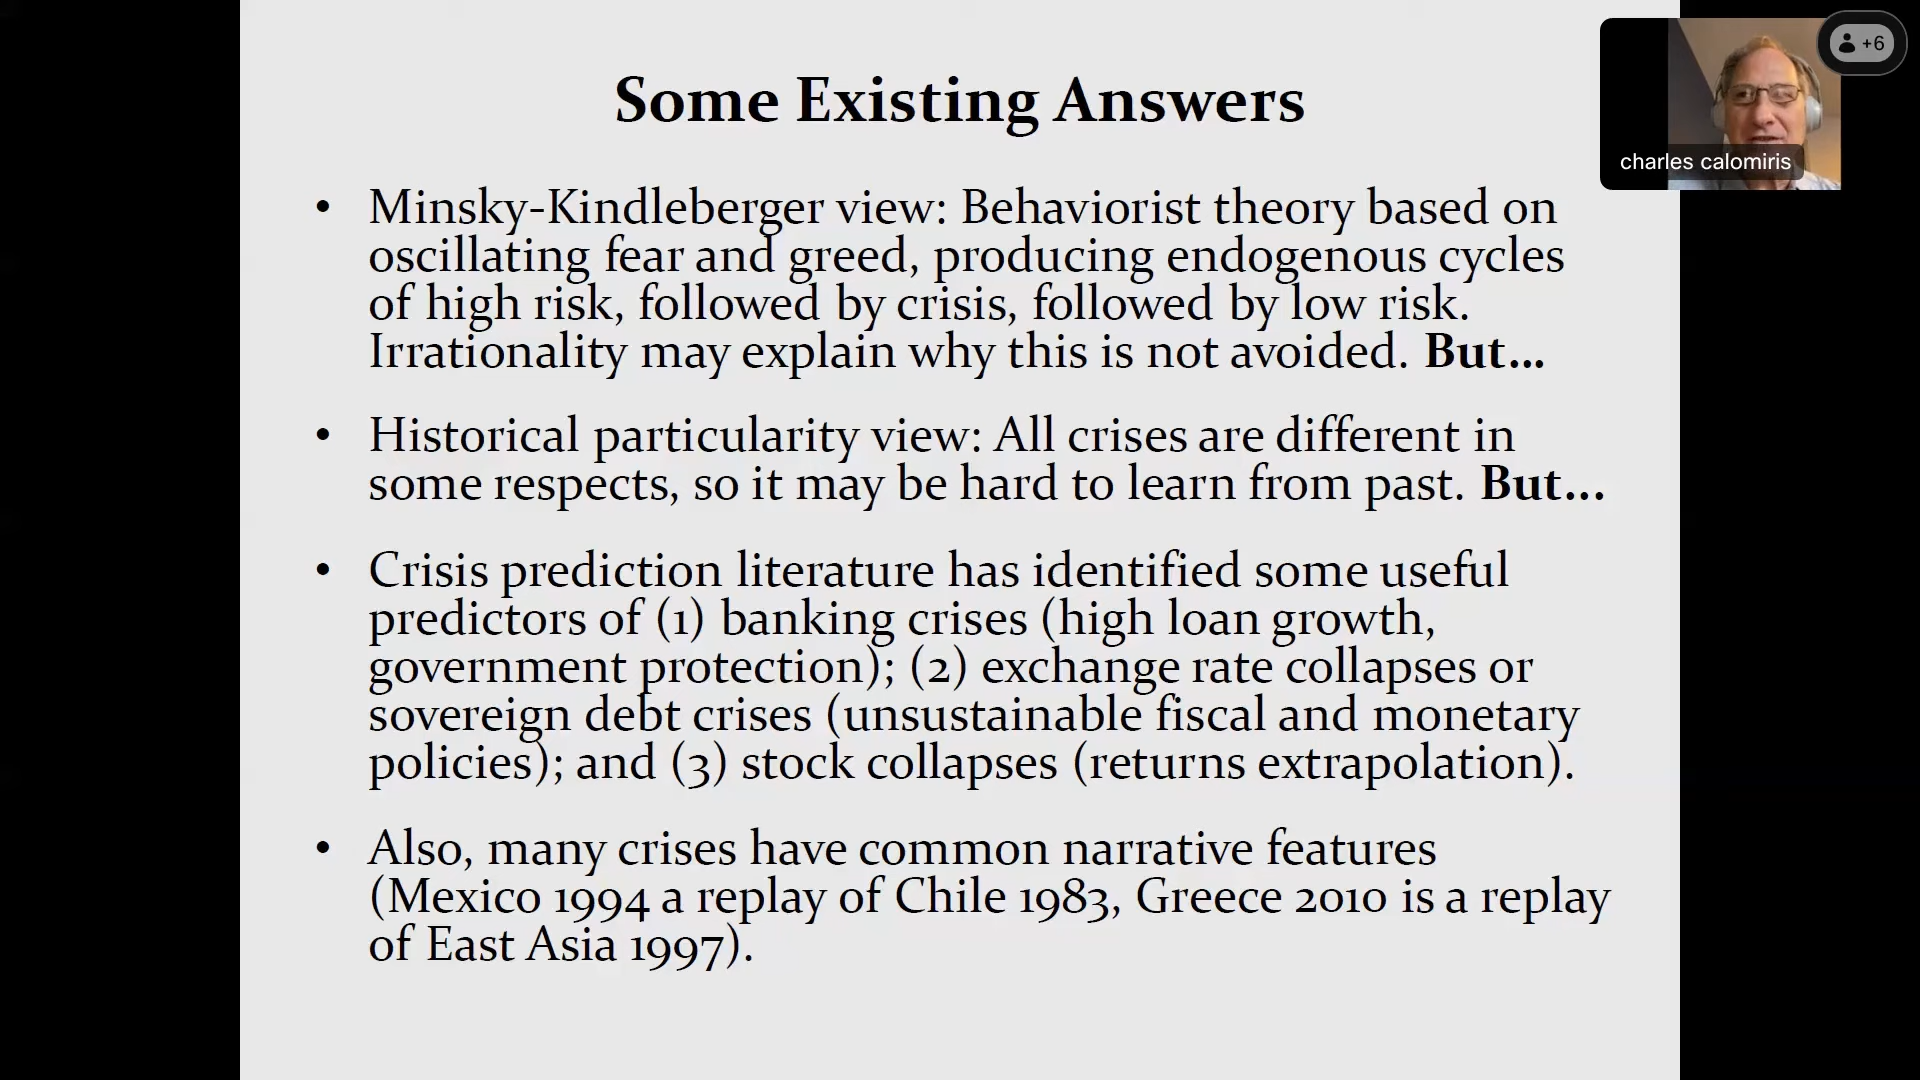 Some Existing Answers
+6
charles calomiris
• Minsky-Kindleberger view: Behaviorist theory based on
oscillating fear and greed, producing endogenous cycles
of high risk, followed by crisis, followed by low risk.
Irrationality may explain why this is not avoided. But...
• Historical particularity view: All crises are different in
some respects, so it may be hard to learn from past. But...
• Crisis prediction literature has identified some useful
predictors of (1) banking crises (high loan growth,
government protection); (2) exchange rate collapses or
sovereign debt crises (unsustainable fiscal and monetary
policies); and (3) stock collapses (returns extrapolation).
• Also, many crises have common narrative features
(Mexico 1994 a replay of Chile 1983, Greece 2010 is a replay
of East Asia 1997).